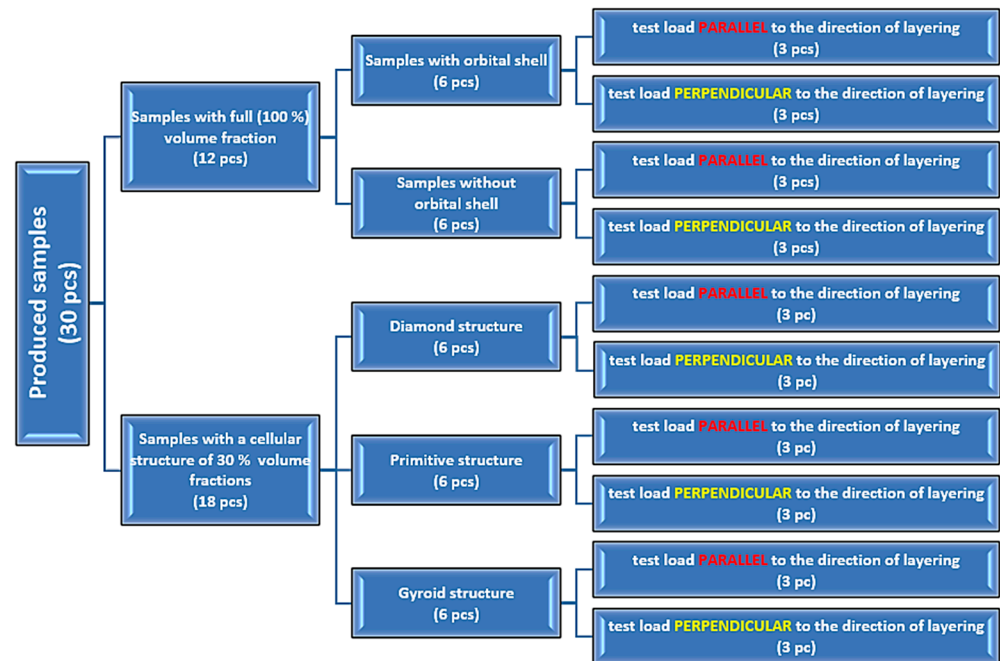 Produced samples
(30 pcs)
Samples with full (100 %)
volume fraction
(12 pcs)
Samples with orbital shell
(6 pcs)
test load PARALLEL to the direction of layering
(3 pcs)
test load PERPENDICULAR to the direction of layering
(3 pcs)
Samples without
orbital shell
(6 pcs)
test load PARALLEL to the direction of layering
(3 pcs)
test load PERPENDICULAR to the direction of layering
(3 pcs)
Samples with a cellular
structure of 30 % volume
fractions
(18 pcs)
Diamond structure
(6 pcs)
test load PARALLEL to the direction of layering
(3 pc)
test load PERPENDICULAR to the direction of layering
(3 pc)
Primitive structure
(6 pcs)
test load PARALLEL to the direction of layering
(3 pc)
test load PERPENDICULAR to the direction of layering
(3 pc)
Gyroid structure
(6 pcs)
test load PARALLEL to the direction of layering
(3 pc)
test load PERPENDICULAR to the direction of layering
(3 pc)